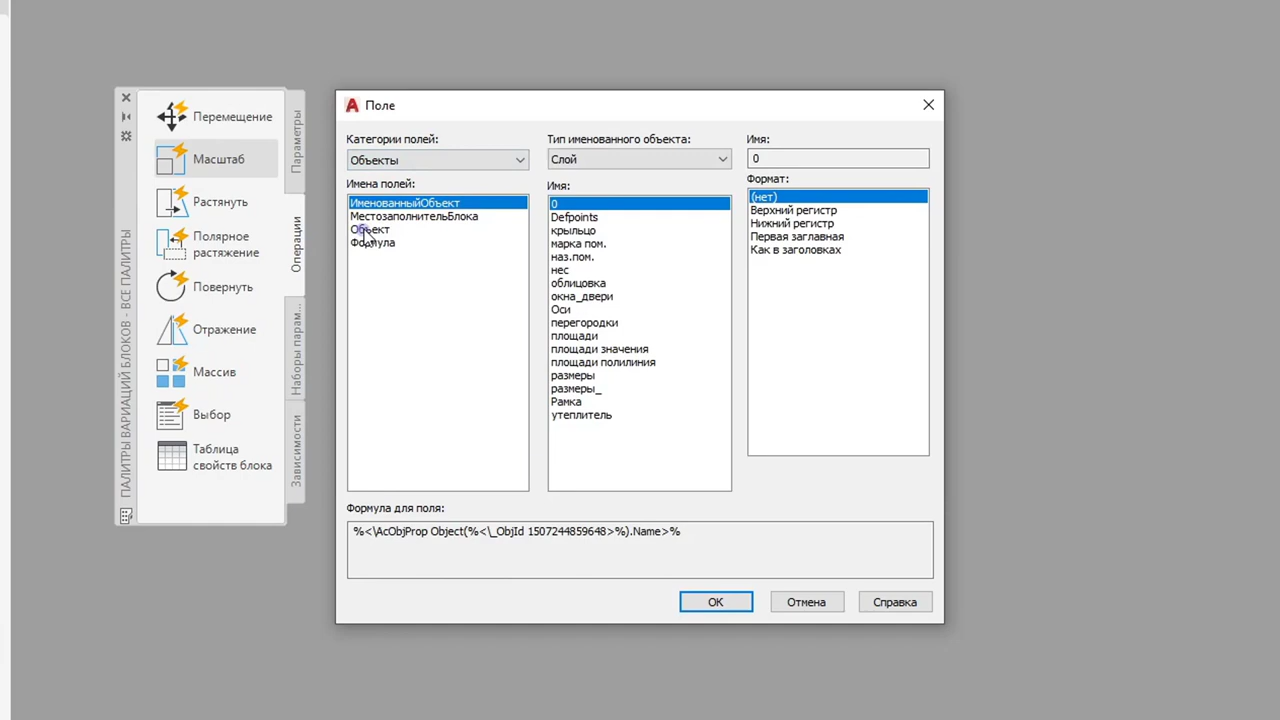 Перемещение
Масштаб
Растянуть
Полярное
растяжение
Повернуть
Отражение
Массив
Выбор
Таблица
свойств блока
Параметры
Операции
Наборы парам...
Зависимости
ПАЛИТРЫ ВАРИАЦИЙ БЛОКОВ - ВСЕ ПАЛИТРЫ
Поле
Категории полей:
Объекты
Имена полей:
ИменованныйОбъект
МестозаполнительБлока
Объект
Формула
Тип именованного объекта:
Слой
Имя:
0
Defpoints
крыльцо
марка пом.
наз.пом.
нес
облицовка
окна_двери
Оси
перегородки
площади
площади значения
площади полилиния
размеры
размеры_
Рамка
утеплитель
Имя:
0
Формат:
(нет)
Верхний регистр
Нижний регистр
Первая заглавная
Как в заголовках
Формула для поля:
%<\AcObjProp Object(%<\_ObjId 1507244859648>%).Name>%
ОК
Отмена
Справка